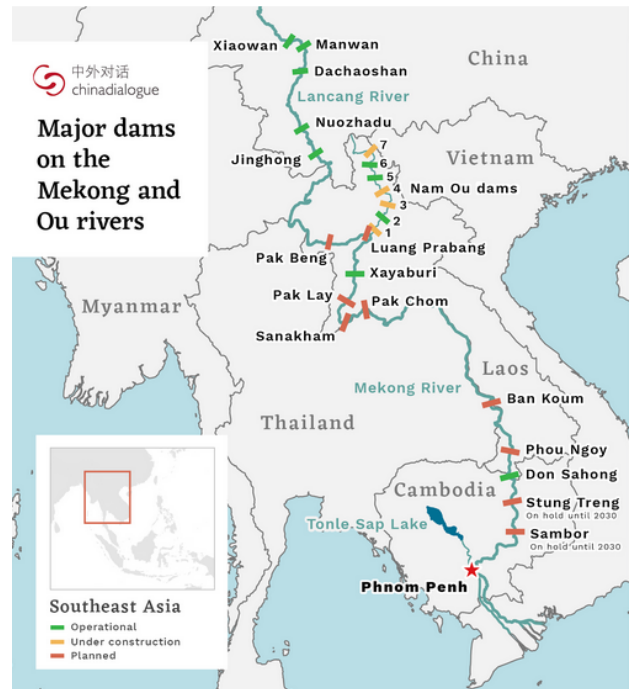 中外对话
chinadialogue
Major dams
on the
Mekong and
Ou rivers
Xiaowan
Manwan
Dachaoshan
China
Lancang River
Nuozhadu
Jinghong
Vietnam
7
6
5
4
Nam Ou dams
3
2
1
Luang Prabang
Pak Beng
Xayaburi
Myanmar
Pak Lay
Pak Chom
Sanakham
Laos
Mekong River
Ban Koum
Thailand
Phou Ngoy
Don Sahong
Cambodia
Stung Treng
On hold until 2030
Tonle Sap Lake
Sambor
On hold until 2030
Phnom Penh
Southeast Asia
Operational
Under construction
Planned